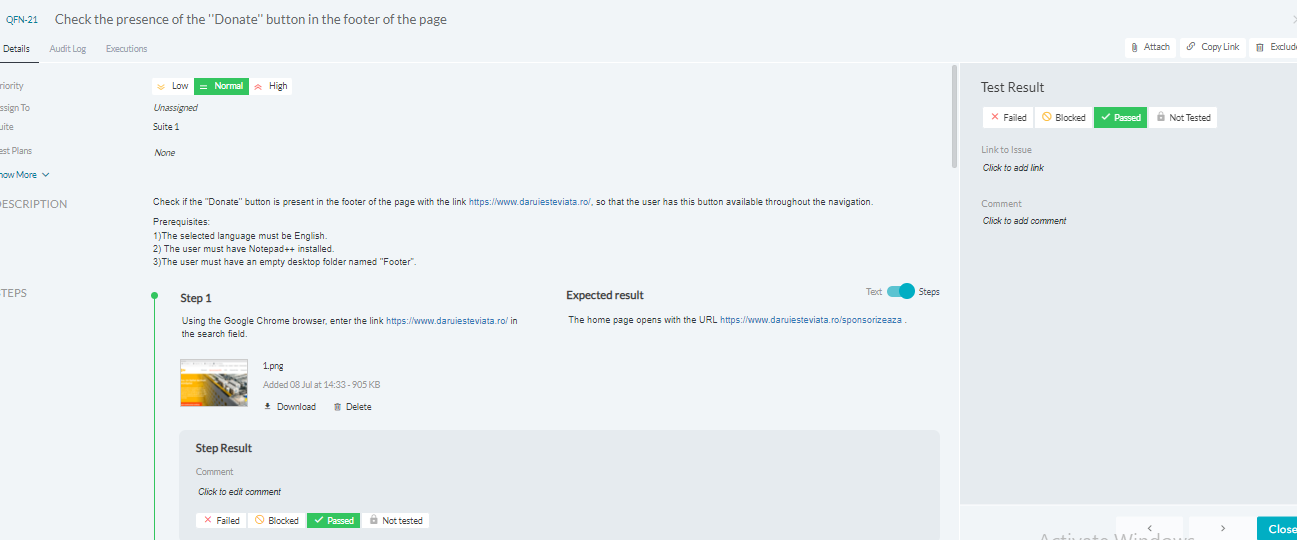 QFN-21 Check the presence of the "Donate" button in the footer of the page
Details Audit Log Executions
Attach Copy Link Exclude
riority Low Normal High
ssign To Unassigned
uite Suite 1
est Plans None
how More
DESCRIPTION
Check if the "Donate" button is present in the footer of the page with the link https://www.daruiesteviata.ro/, so that the user has this button available throughout the navigation.
Prerequisites:
1)The selected language must be English.
2) The user must have Notepad++ installed.
3)The user must have an empty desktop folder named "Footer".
TEPS
Step 1
Using the Google Chrome browser, enter the link https://www.daruiesteviata.ro/ in
the search field.
Expected result
Text Steps
The home page opens with the URL https://www.daruiesteviata.ro/sponsorizeaza .
1.png
Added 08 Jul at 14:33 - 905 KB
Download Delete
Step Result
Comment
Click to edit comment
Failed Blocked Passed Not tested
Test Result
Failed Blocked Passed Not Tested
Link to Issue
Click to add link
Comment
Click to add comment
Close
Activate Windows